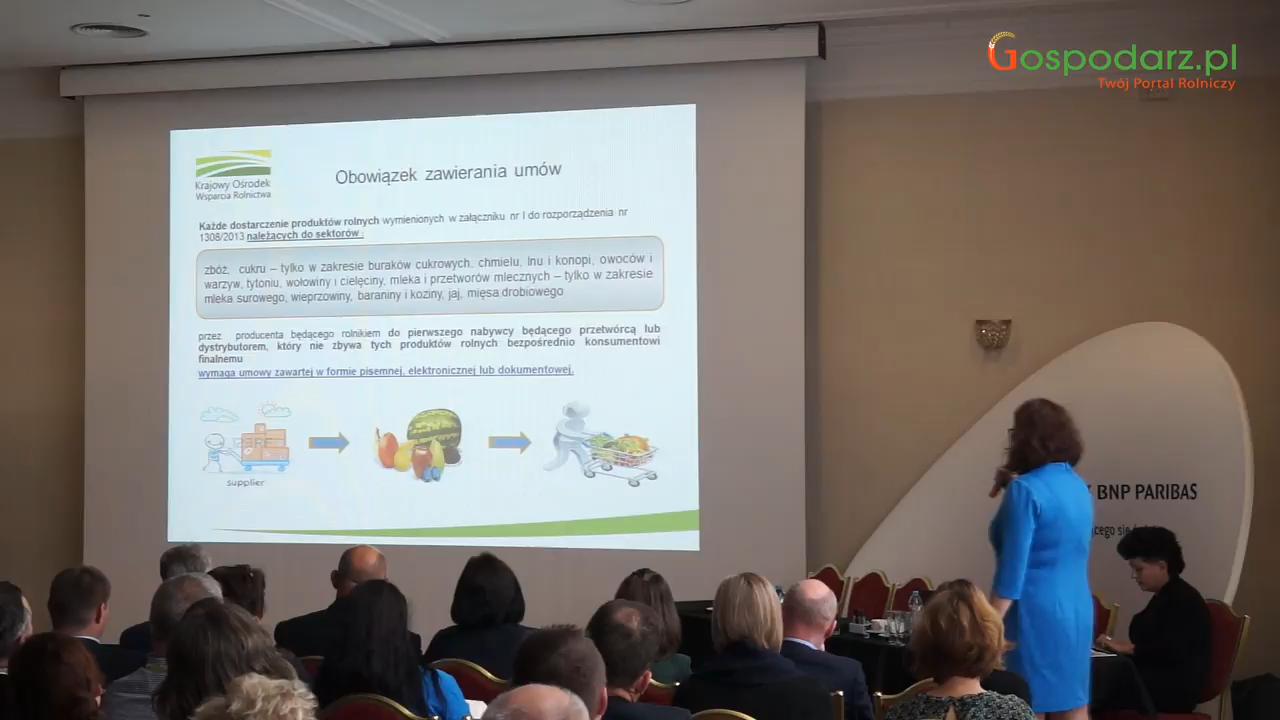 Gospodarz.pl
Twój Portal Rolniczy
Krajowy Ośrodek
Wsparcia Rolnictwa
Obowiązek zawierania umów
Każde dostarczenie produktów rolnych wymienionych w załączniku nr I do rozporządzenia nr
1308/2013 należących do sektorów :
zbóż, cukru – tylko w zakresie buraków cukrowych, chmielu, lnu i konopi, owoców i
warzyw, tytoniu, wołowiny i cielęciny, mleka i przetworów mlecznych – tylko w zakresie
mleka surowego, wieprzowiny, baraniny i koziny, jaj, mięsa drobiowego
przez producenta będącego rolnikiem do pierwszego nabywcy będącego przetwórcą lub
dystrybutorem, który nie zbywa tych produktów rolnych bezpośrednio konsumentowi
finalnemu
wymaga umowy zawartej w formie pisemnej, elektronicznej lub dokumentowej.
supplier
BNP PARIBAS